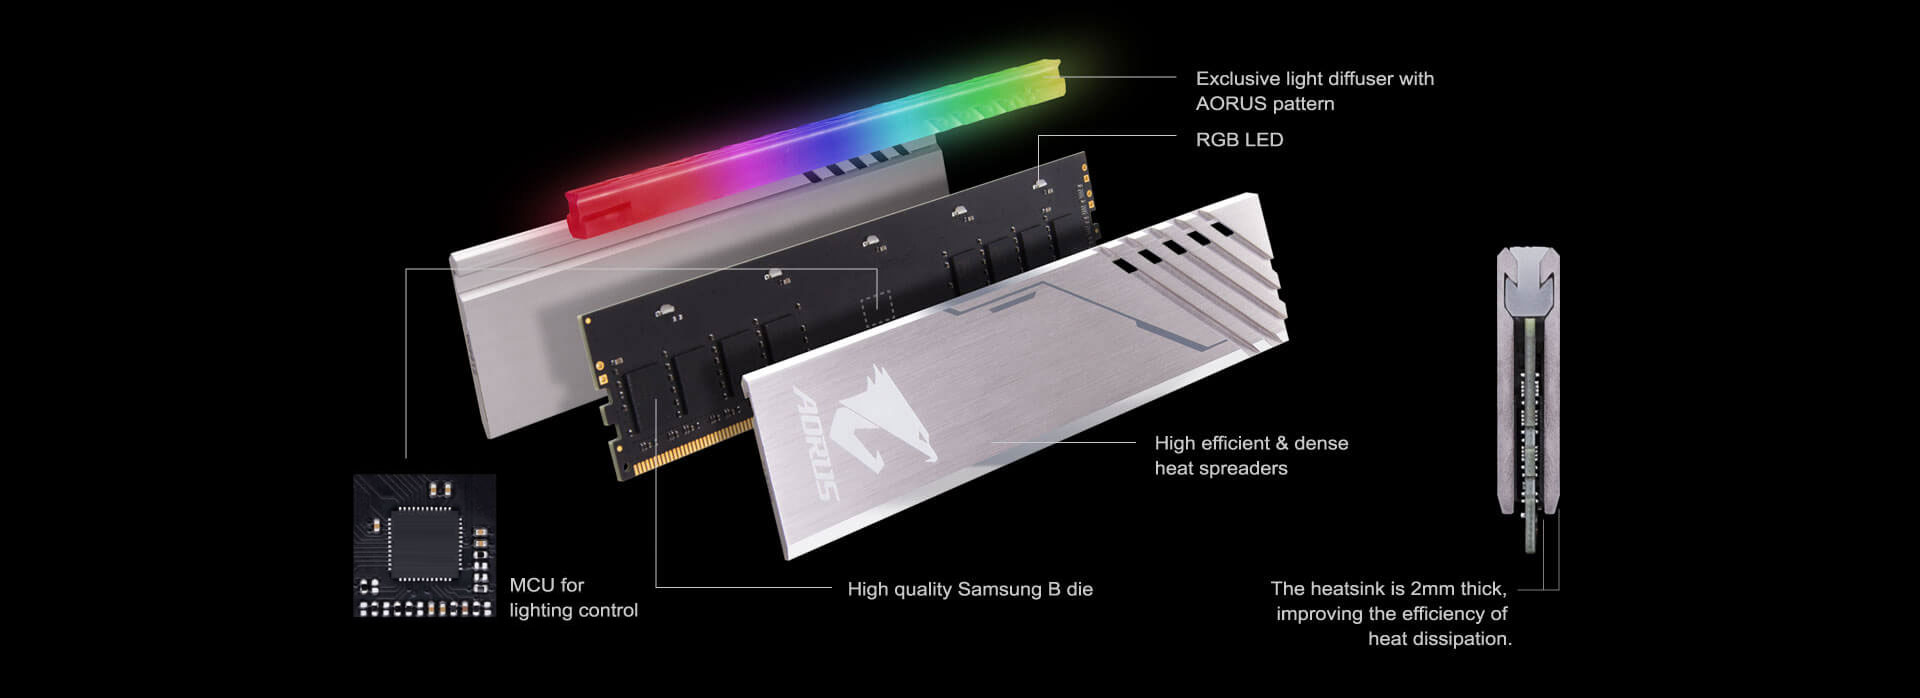 Exclusive light diffuser with
AORUS pattern
RGB LED
AORUS
High efficient & dense
heat spreaders
MCU for
lighting control
High quality Samsung B die
The heatsink is 2mm thick,
improving the efficiency of
heat dissipation.